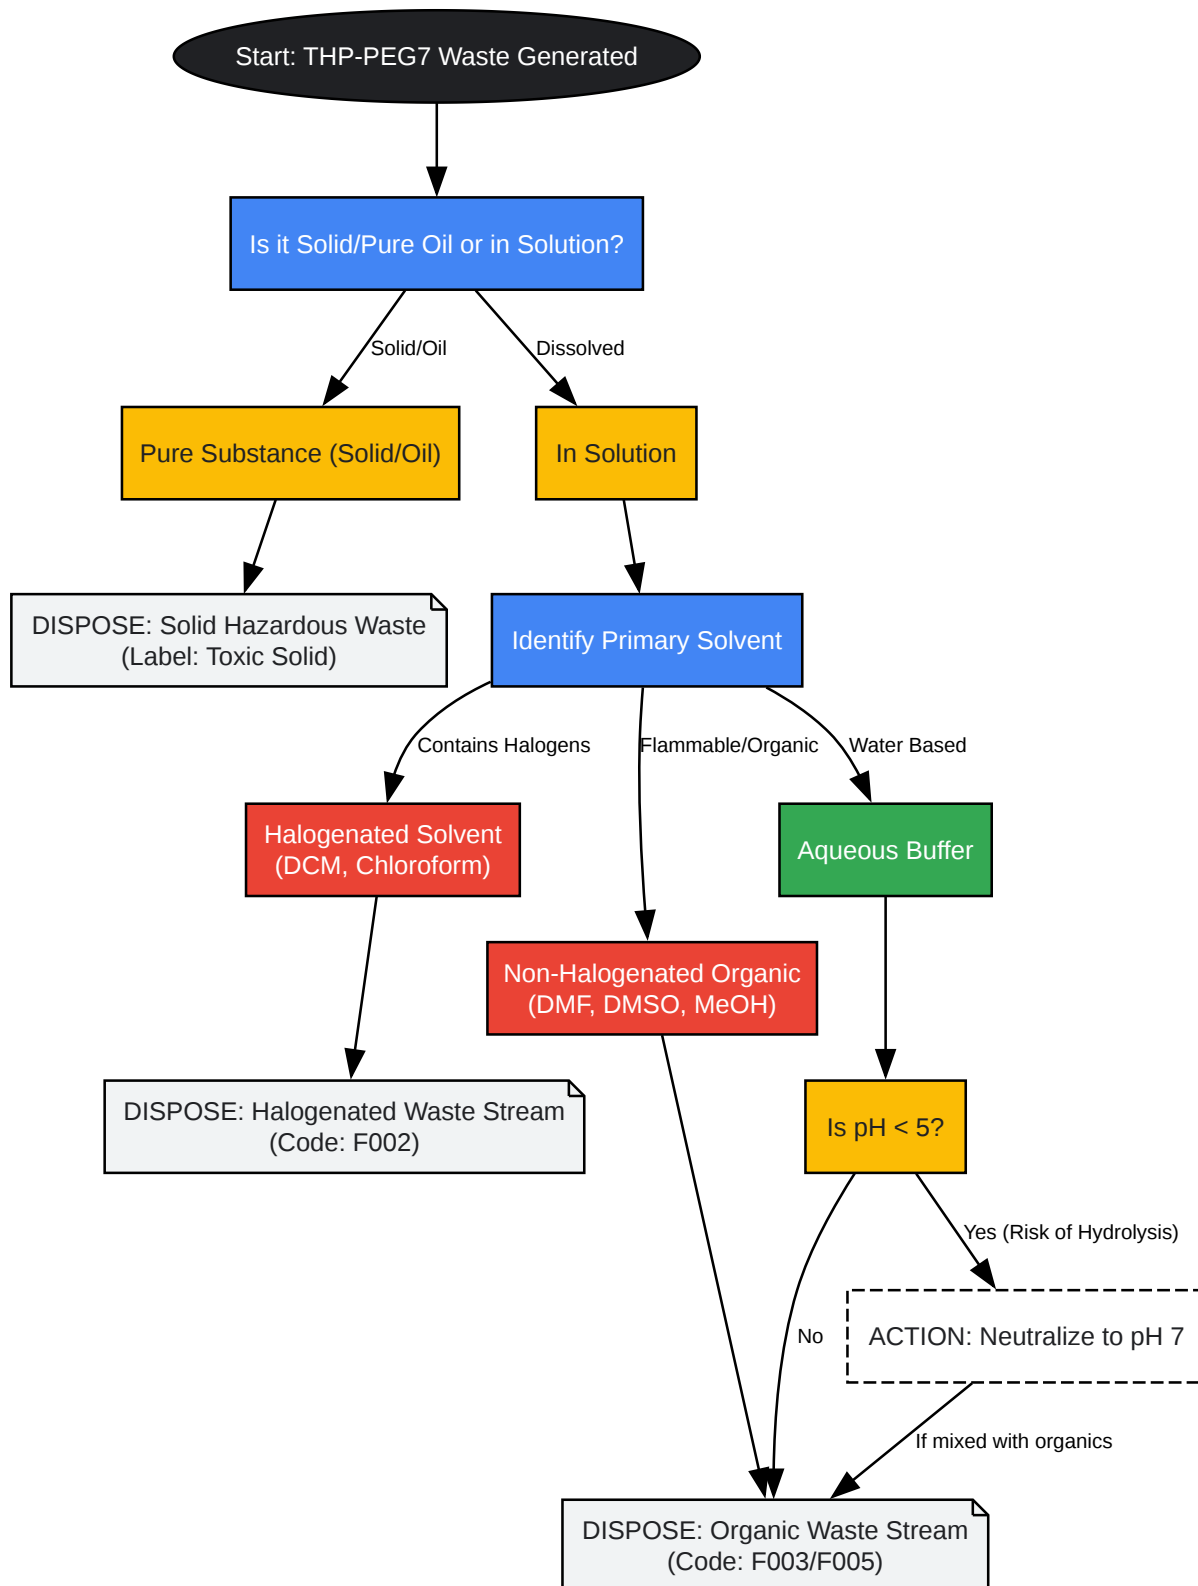 Start: THP-PEG7 Waste Generated
Is it Solid/Pure Oil or in Solution?
Solid/Oil
Dissolved
Pure Substance (Solid/Oil)
In Solution
DISPOSE: Solid Hazardous Waste
(Label: Toxic Solid)
Identify Primary Solvent
Contains Halogens
Flammable/Organic
Water Based
Halogenated Solvent
(DCM, Chloroform)
Aqueous Buffer
Non-Halogenated Organic
(DMF, DMSO, MeOH)
DISPOSE: Halogenated Waste Stream
(Code: F002)
Is pH < 5?
Yes (Risk of Hydrolysis)
No
ACTION: Neutralize to pH 7
If mixed with organics
DISPOSE: Organic Waste Stream
(Code: F003/F005)